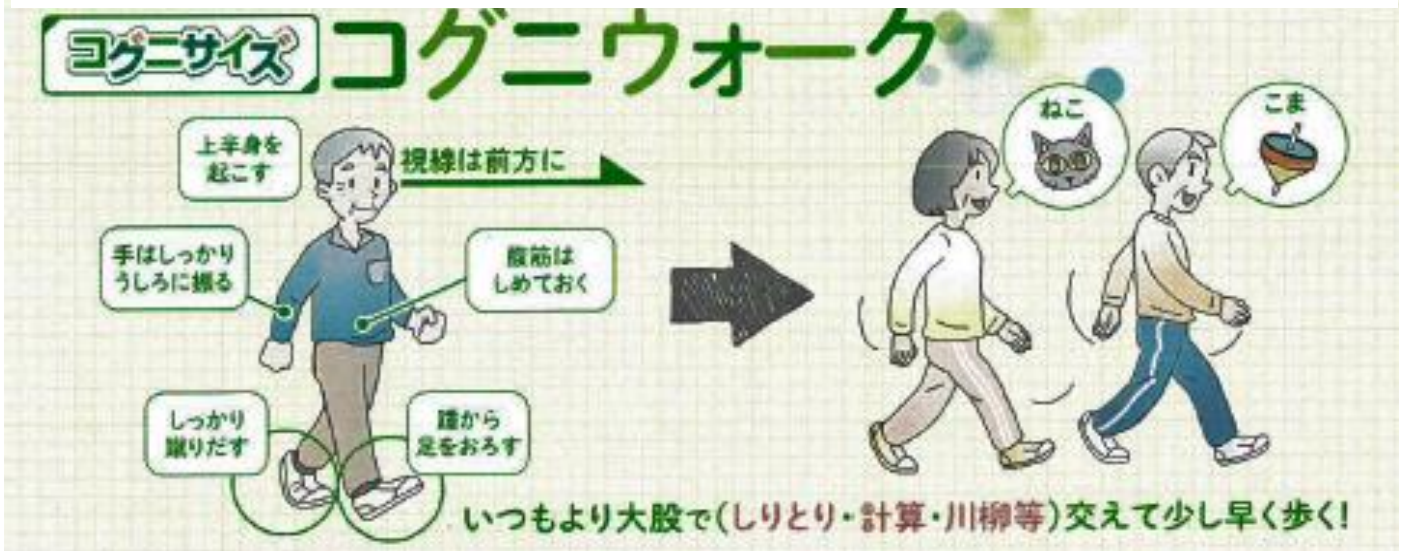 コグニサイズ コグニウォーク
上半身を
起こす
視線は前方に
手はしっかり
うしろに振る
腹筋は
しめておく
しっかり
蹴りだす
踵から
足をおろす
ねこ
こま
いつもより大股で(しりとり・計算・川柳等)交えて少し早く歩く!